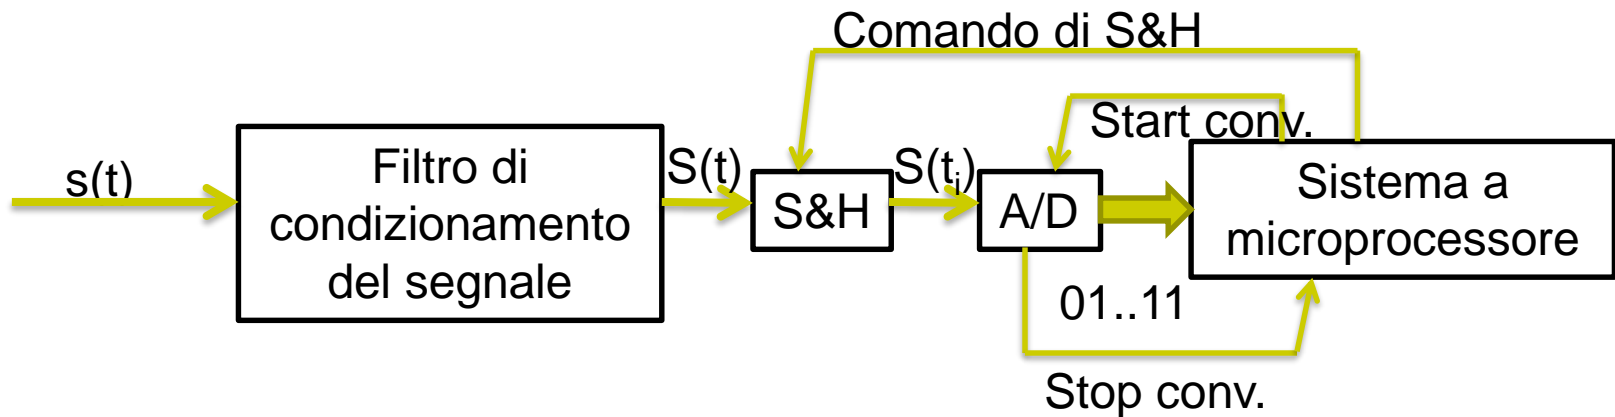 Comando di S&H
Start conv.
s(t)
Filtro di
condizionamento
del segnale
S(t)
S&H
S(ti)
A/D
Sistema a
microprocessore
01..11
Stop conv.